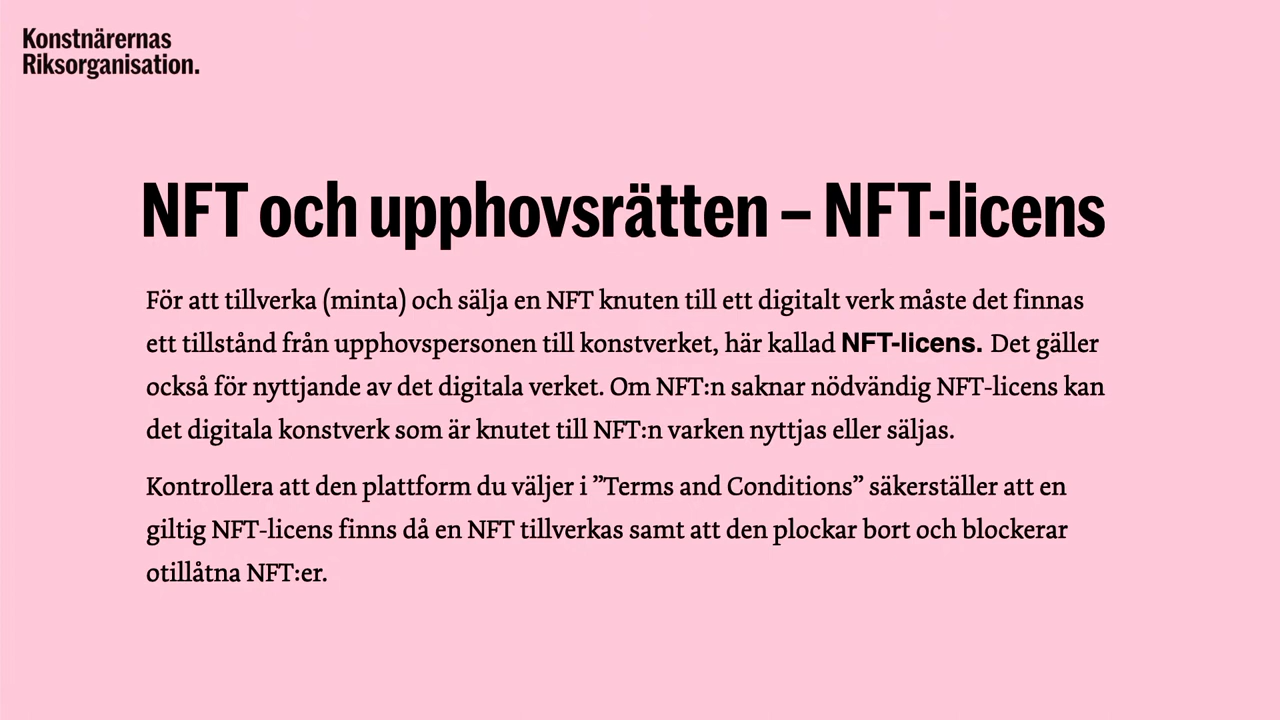 Konstnärernas
Riksorganisation.
NFT och upphovsrätten – NFT-licens
För att tillverka (minta) och sälja en NFT knuten till ett digitalt verk måste det finnas
ett tillstånd från upphovspersonen till konstverket, här kallad NFT-licens. Det gäller
också för nyttjande av det digitala verket. Om NFT:n saknar nödvändig NFT-licens kan
det digitala konstverk som är knutet till NFT:n varken nyttjas eller säljas.
Kontrollera att den plattform du väljer i ”Terms and Conditions” säkerställer att en
giltig NFT-licens finns då en NFT tillverkas samt att den plockar bort och blockerar
otillåtna NFT:er.